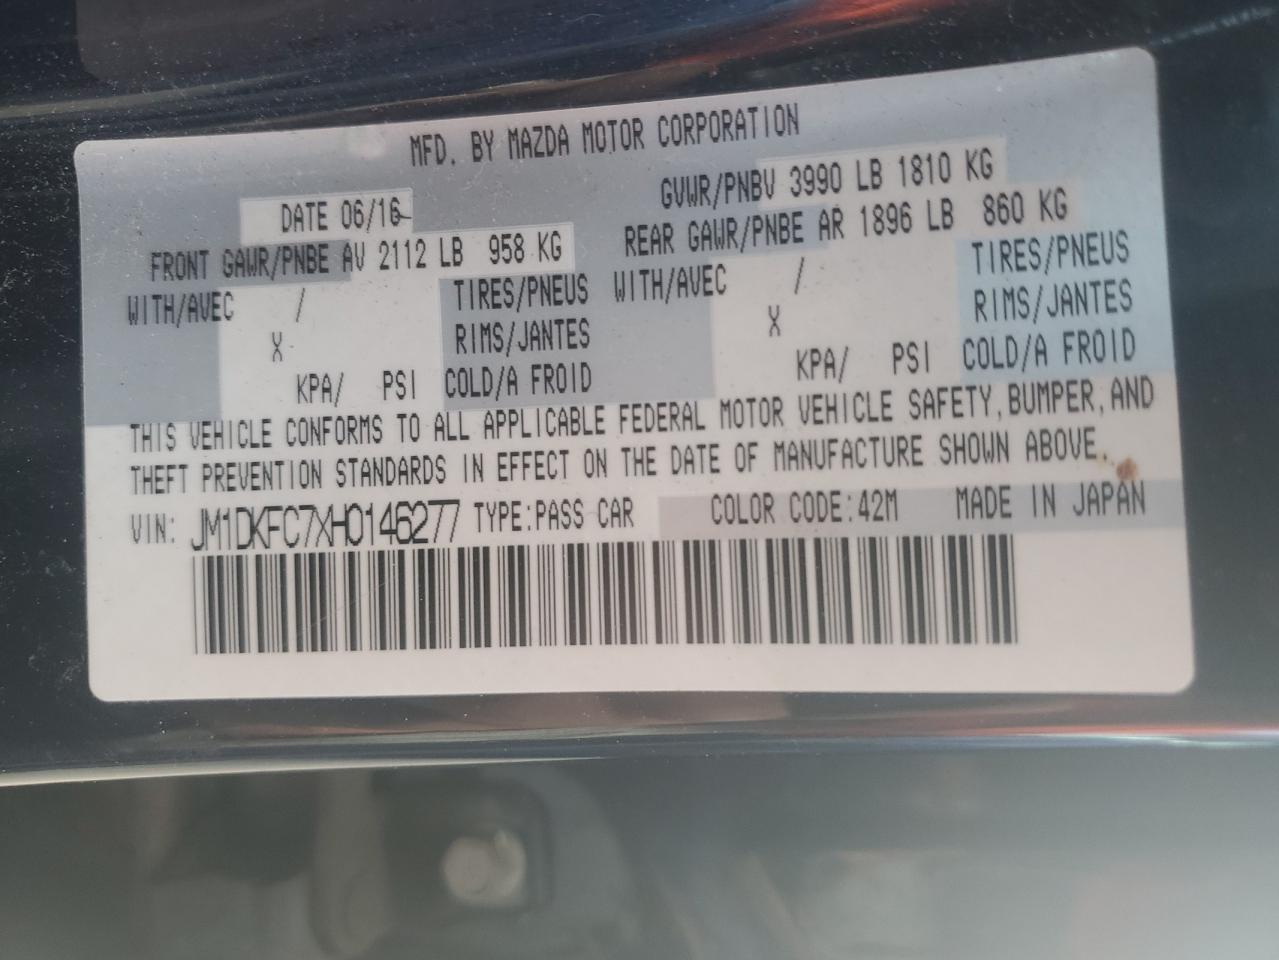 MFD. BY MAZDA MOTOR CORPORATION
DATE 06/16 GVWR/PNBV 3990 LB 1810 KG
FRONT GAWR/PNBE AV 2112 LB 958 KG REAR GAWR/PNBE AR 1896 LB 860 KG
WITH/AVEC / TIRES/PNEUS WITH/AVEC / TIRES/PNEUS
X RIMS/JANTES X RIMS/JANTES
KPA/ PSI COLD/A FROID KPA/ PSI COLD/A FROID
THIS VEHICLE CONFORMS TO ALL APPLICABLE FEDERAL MOTOR VEHICLE SAFETY, BUMPER, AND
THEFT PREVENTION STANDARDS IN EFFECT ON THE DATE OF MANUFACTURE SHOWN ABOVE.
VIN: JM1DKFC7XH0146277 TYPE:PASS CAR COLOR CODE:42M MADE IN JAPAN